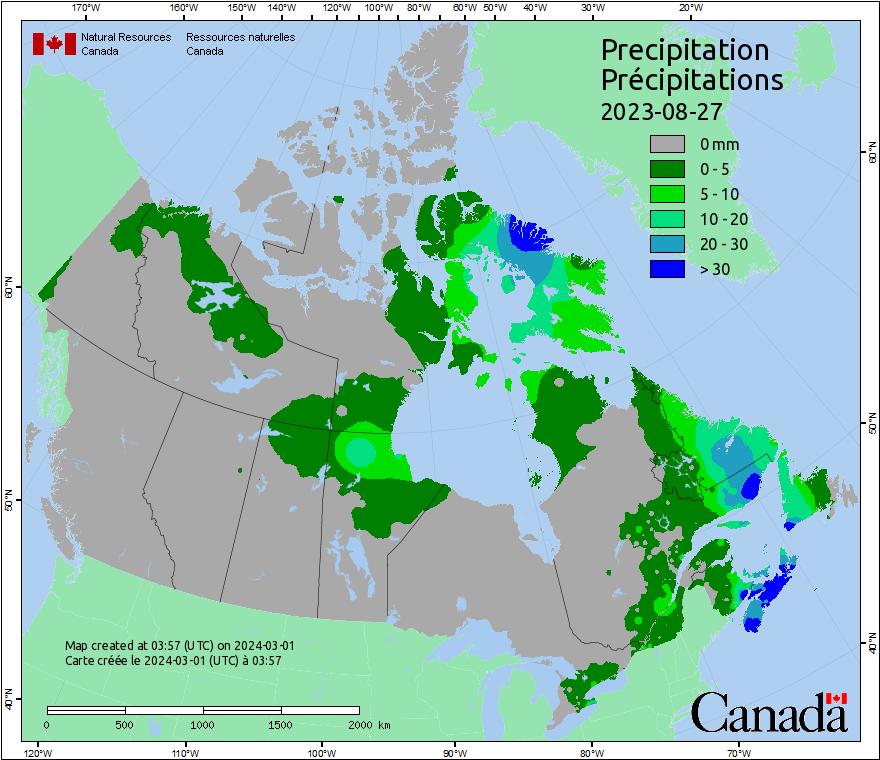 170°W 160°W 150°W 140°W 130°W 120°W 110°W 100°W 90°W 80°W 60°W 50°W 40°W 30°W 20°W
Natural Resources Ressources naturelles
Canada Canada
Precipitation
Précipitations
2023-08-27
0 mm
0 - 5
5 - 10
10 - 20
20 - 30
> 30
60°N
60°N
50°N
50°N
40°N
40°N
Map created at 03:57 (UTC) on 2024-03-01
Carte créée le 2024-03-01 (UTC) à 03:57
0 500 1000 1500 2000 km
Canada
120°W 110°W 100°W 90°W 80°W 70°W